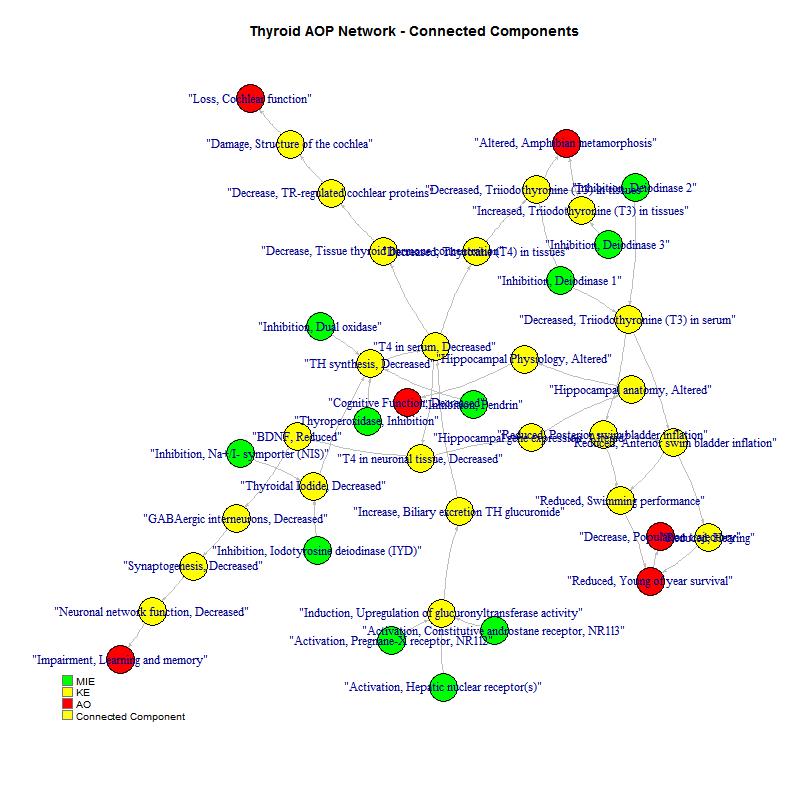 Thyroid AOP Network - Connected Components
"Loss, Cochlear function"
"Damage, Structure of the cochlea"
"Altered, Amphibian metamorphosis"
"Decrease, TR-regulated cochlear proteins"
"Decreased, Triiodothyronine (T3) in tissues"
"Inhibition, Deiodinase 2"
"Increased, Triiodothyronine (T3) in tissues"
"Inhibition, Deiodinase 3"
"Decrease, Tissue thyroid hormone concentration"
"Decreased, Thyroxine (T4) in tissues
"Inhibition, Deiodinase 1"
"Decreased, Triiodothyronine (T3) in serum"
"Inhibition, Dual oxidase"
"T4 in serum, Decreased"
"TH synthesis, Decreased
"Hippocampal Physiology, Altered"
"Hippocampal anatomy, Altered"
"Cognitive Function, Decreased"
"Inhibition, Pendrin"
"Thyroperoxidase, Inhibition"
"BDNF, Reduced"
"Hippocampal gene expression,
"Reduced, Posterior swim bladder inflation"
"Reduced, Anterior swim bladder inflation"
"Inhibition, Na+/I- symporter (NIS)"
"T4 in neuronal tissue, Decreased"
"Thyroidal Iodide, Decreased"
"Reduced, Swimming performance"
"GABAergic interneurons, Decreased"
"Increase, Biliary excretion TH glucuronide"
"Decrease, Population trajectory"
"Reduced, Hearing"
"Inhibition, Iodotyrosine deiodinase (IYD)"
"Synaptogenesis, Decreased"
"Reduced, Young of year survival"
"Neuronal network function, Decreased"
"Induction, Upregulation of glucuronyltransferase activity"
"Activation, Constitutive androstane receptor, NR1I3"
"Activation, Pregnane-X receptor, NR1I2"
"Impairment, Learning and memory"
"Activation, Hepatic nuclear receptor(s)"
MIE
KE
AO
Connected Component